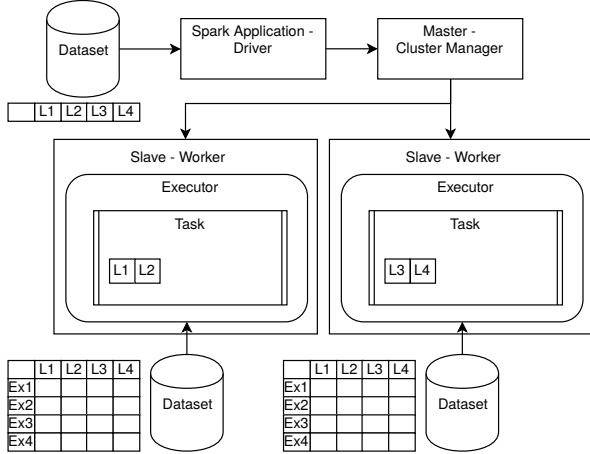 Dataset
Spark Application -
Driver
Master -
Cluster Manager
L1 L2 L3 L4
Slave - Worker
Executor
Task
L1 L2
Slave - Worker
Executor
Task
L3 L4
L1 L2 L3 L4
Ex1
Ex2
Ex3
Ex4
Dataset
L1 L2 L3 L4
Ex1
Ex2
Ex3
Ex4
Dataset